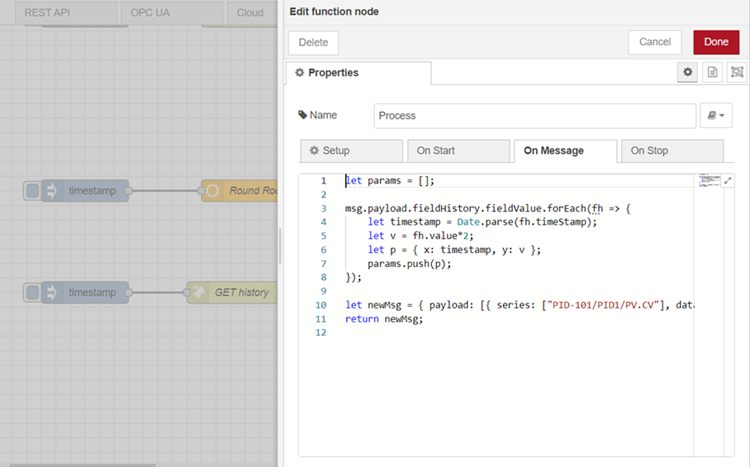 REST API
OPC UA
Cloud
Edit function node
Delete
Cancel
Done
Properties
Name
Process
Setup
On Start
On Message
On Stop
timestamp
Round Ro
timestamp
GET history
1 let params = [];
2
3 msg.payload.fieldHistory.fieldValue.forEach(fh => {
4 let timestamp = Date.parse(fh.timeStamp);
5 let v = fh.value*2;
6 let p = { x: timestamp, y: v };
7 params.push(p);
8 });
9
10 let newMsg = { payload: [{ series: ["PID-101/PID1/PV.CV"], data
11 return newMsg;
12